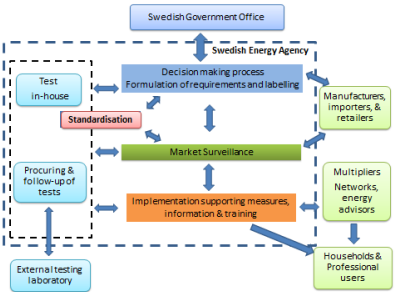 Swedish Government Office
Swedish Energy Agency
Test
in-house
Decision making process
Formulation of requirements and labelling
Manufacturers,
importers, &
retailers
Standardisation
Market Surveillance
Procuring &
follow-up of
tests
Implementation supporting measures,
information & training
Multipliers
Networks,
energy
advisors
External testing
laboratory
Households &
Professional
users